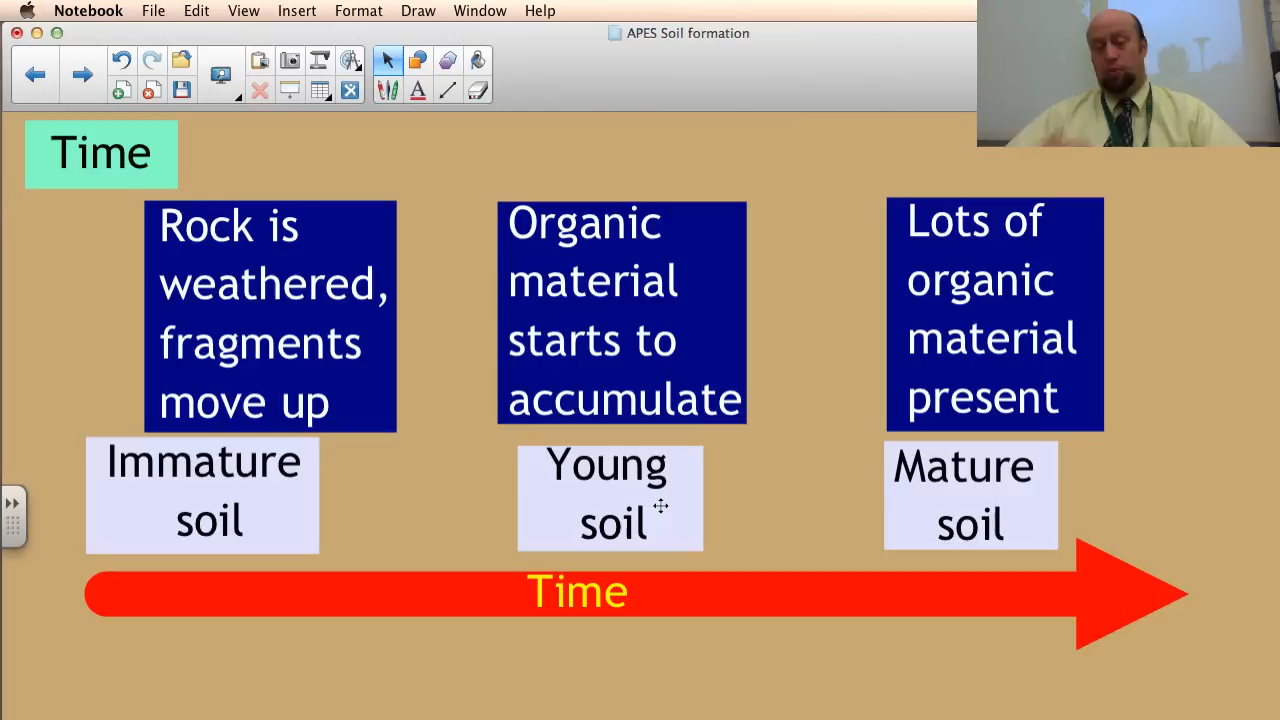 Notebook File Edit View Insert Format Draw Window Help
APES Soil formation
Time
Rock is
weathered,
fragments
move up
Organic
material
starts to
accumulate
Lots of
organic
material
present
Immature
soil
Young
soil
Mature
soil
Time